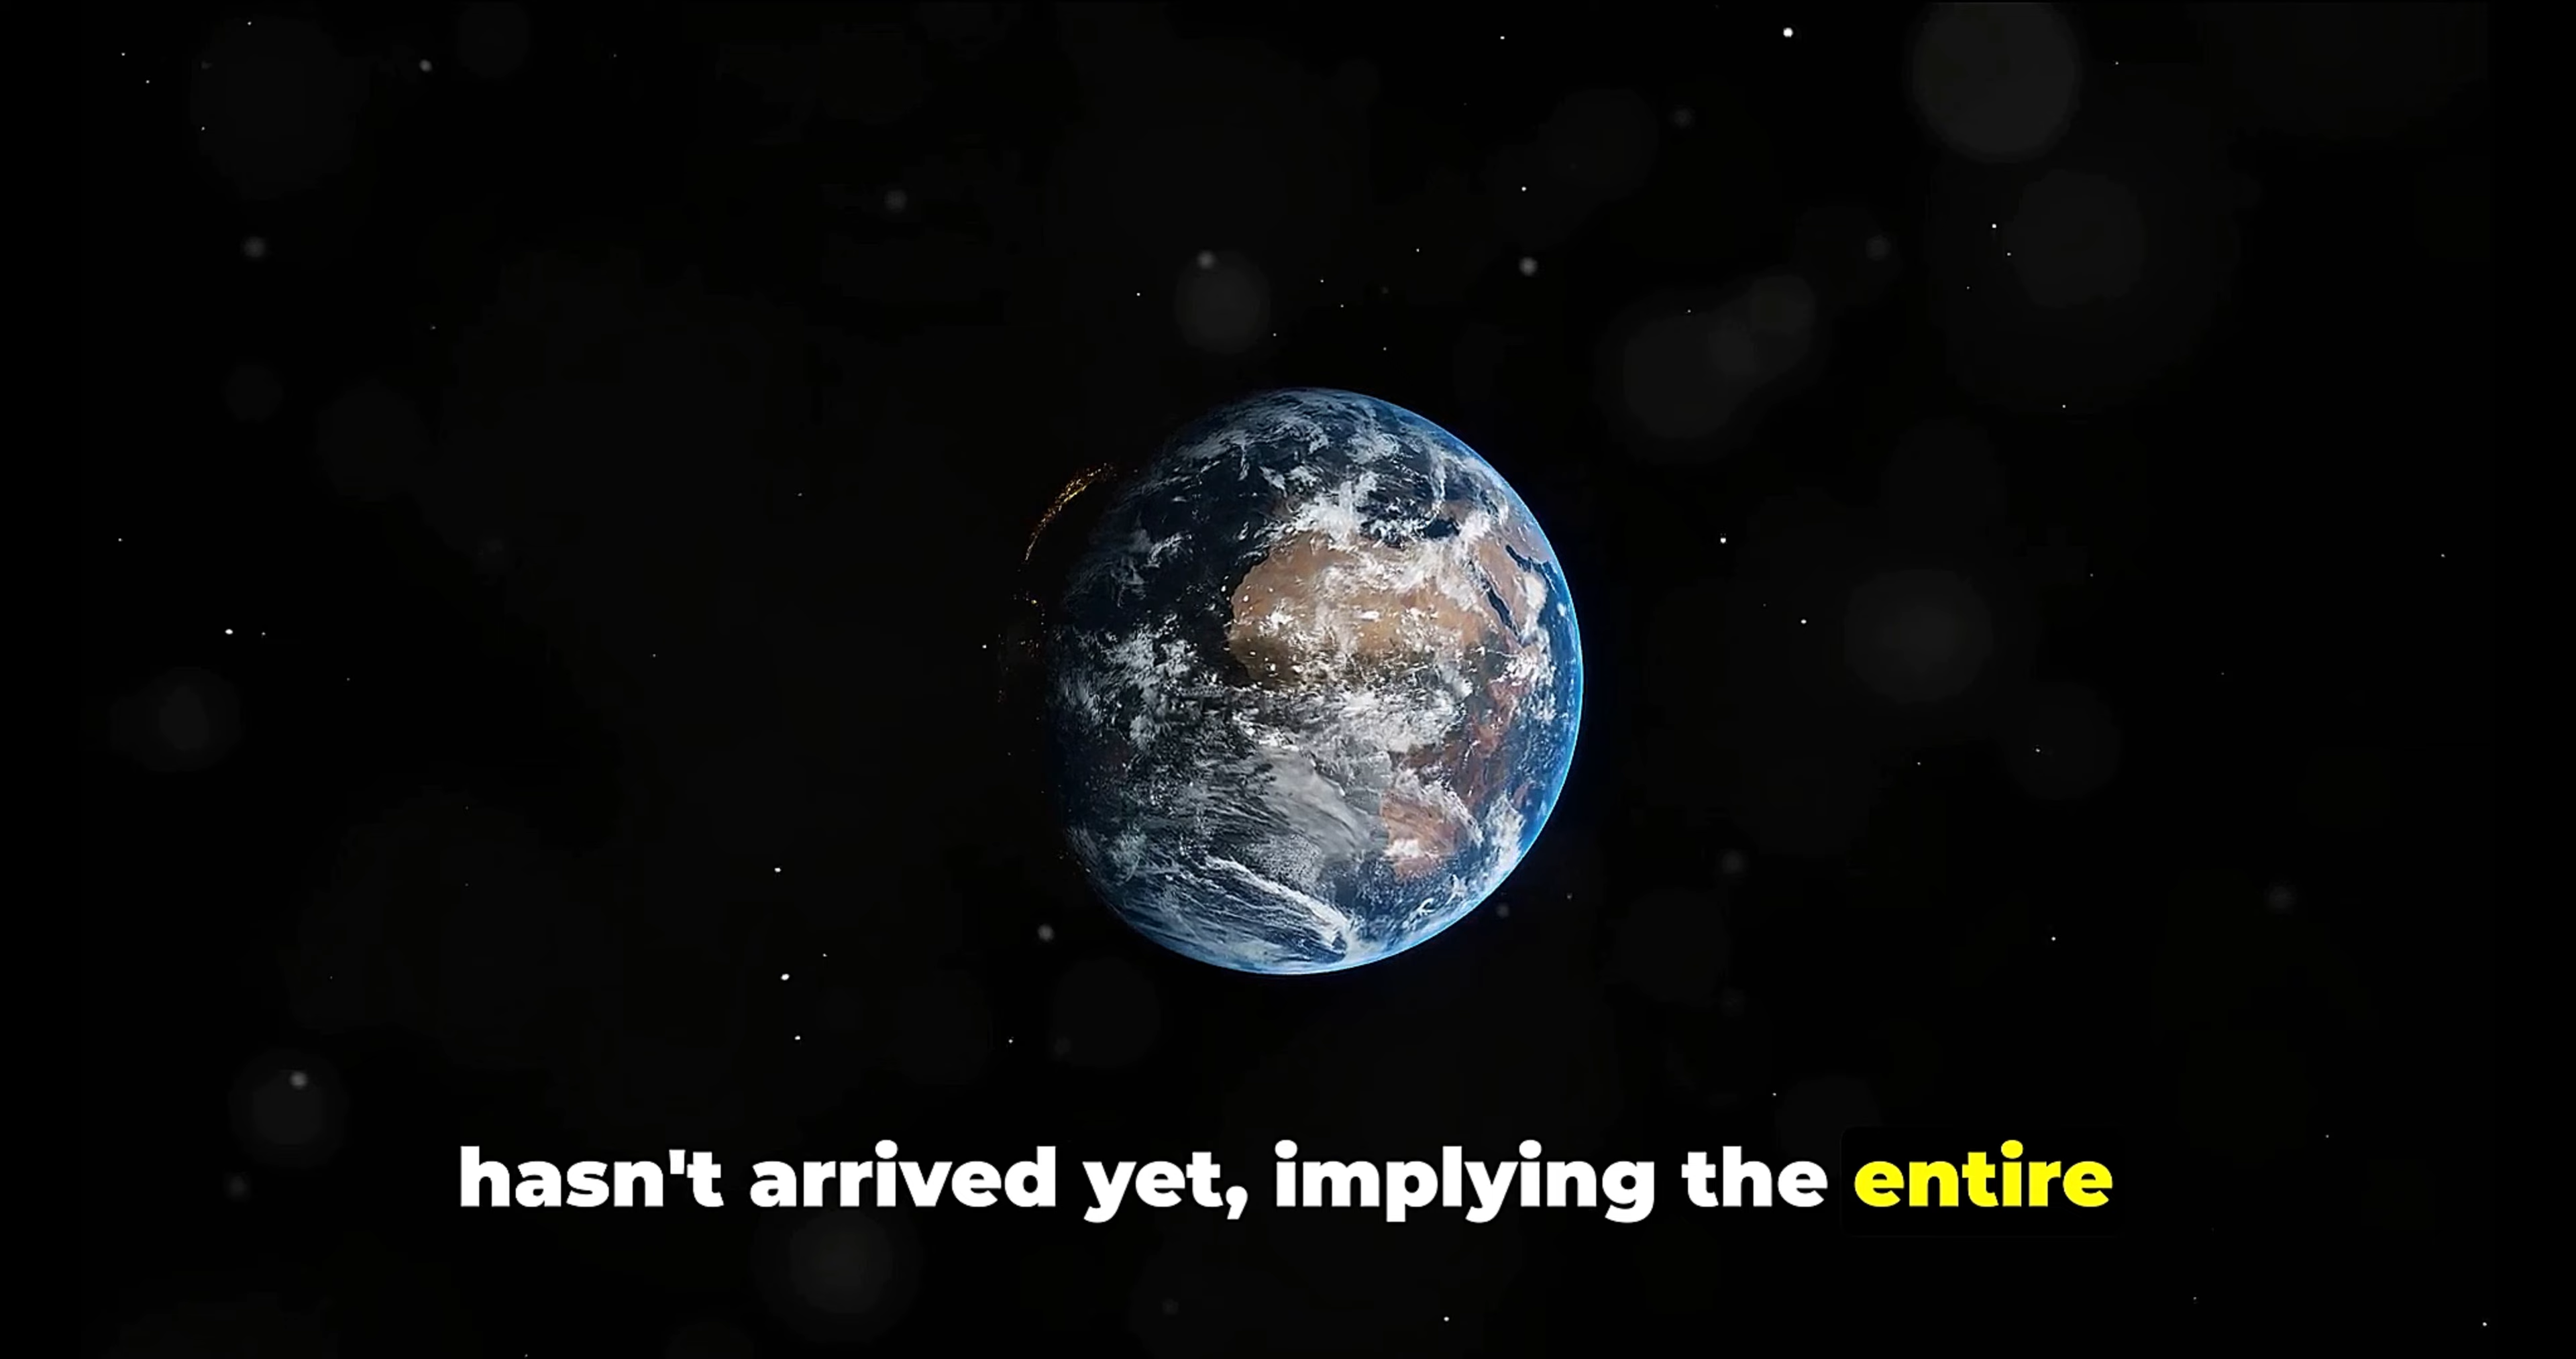 hasn't arrived yet, implying the entire